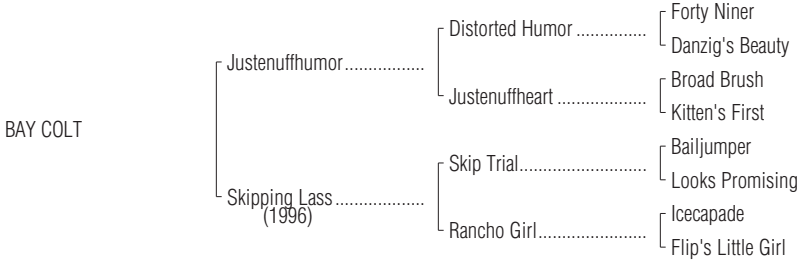 Forty Niner
Distorted Humor ...............
Danzig's Beauty
Justenuffhumor.................
Broad Brush
Justenuffheart ...................
Kitten's First
BAY COLT
Bailjumper
Skip Trial...........................
Looks Promising
Skipping Lass ...................
(1996)
Icecapade
Rancho Girl.......................
Flip's Little Girl